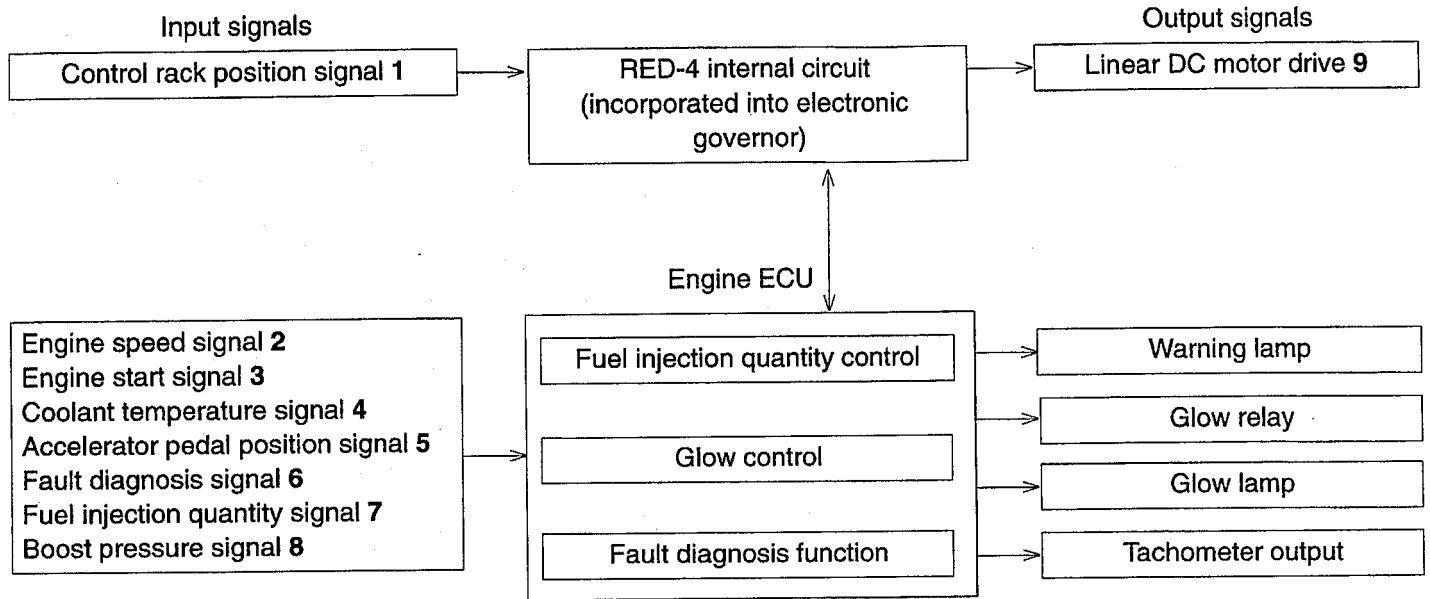 Input signals
Output signals
Control rack position signal 1
RED-4 internal circuit
(incorporated into electronic
governor)
Linear DC motor drive 9
Engine ECU
Engine speed signal 2
Engine start signal 3
Coolant temperature signal 4
Accelerator pedal position signal 5
Fault diagnosis signal 6
Fuel injection quantity signal 7
Boost pressure signal 8
Fuel injection quantity control
Glow control
Fault diagnosis function
Warning lamp
Glow relay
Glow lamp
Tachometer output